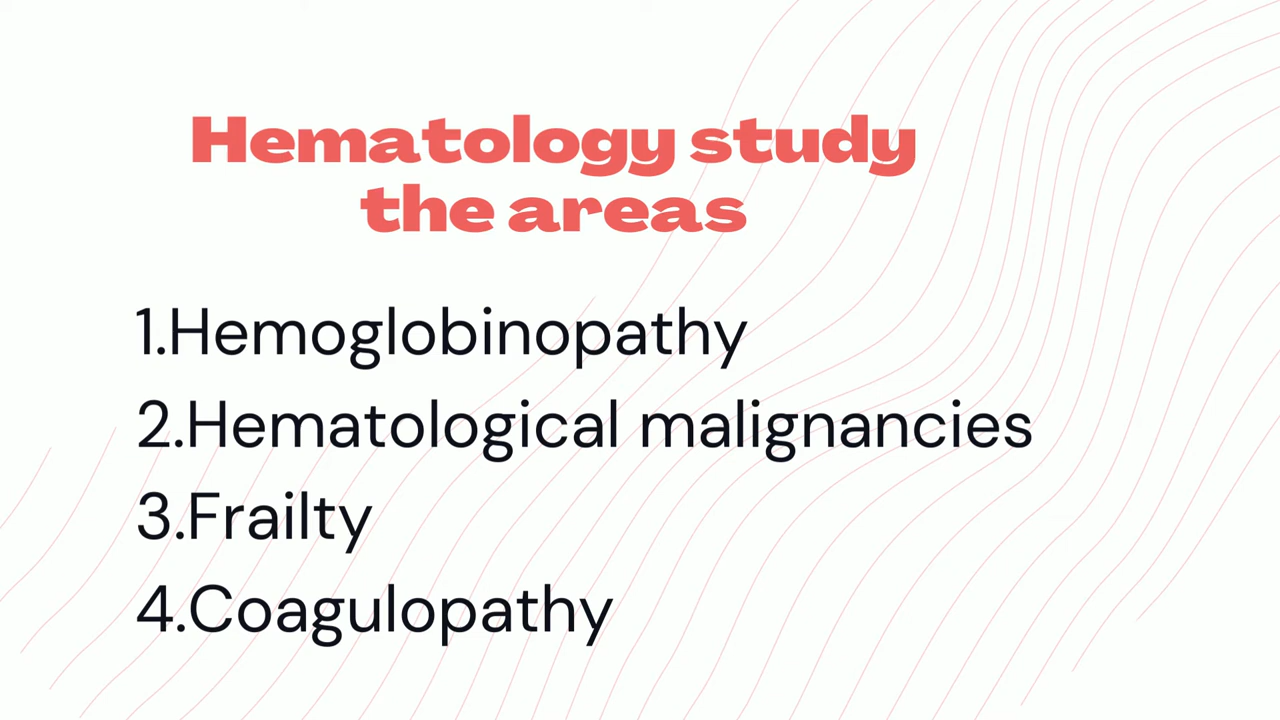 Hematology study
the areas
1.Hemoglobinopathy
2.Hematological malignancies
3.Frailty
4.Coagulopathy